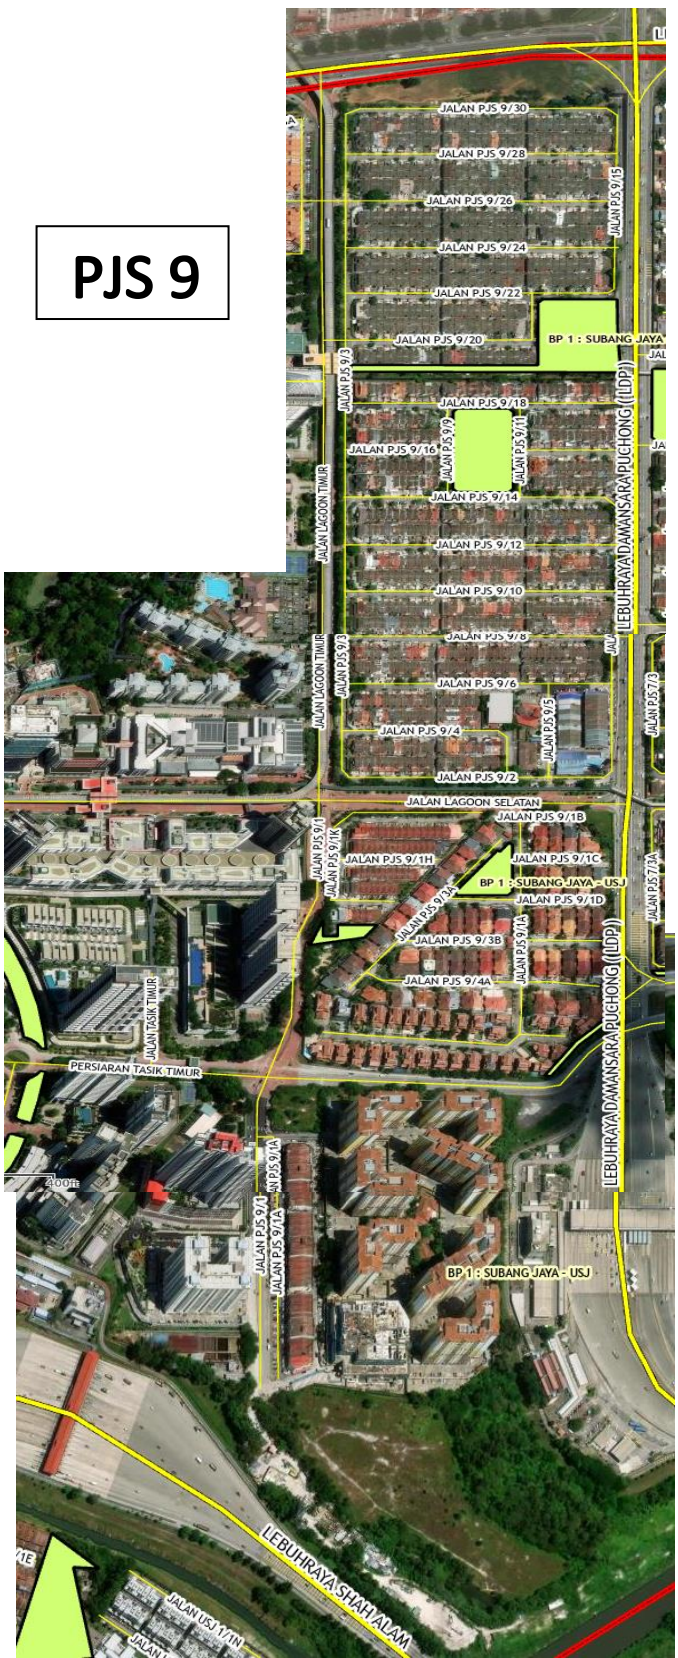 JALAN PJS 9/30
JALAN PJS 9/28
JALAN PJS 9/15
JALAN PJS 9/26
PJS 9
JALAN PJS 9/24
JALAN PJS 9/22
JALAN PJS 9/20
BP 1 : SUBANG JAYA
JALAN PJS 9/3
JALAN PJS 9/18
LEBUHRAYA DAMANSARA PUCHONG ((LDP))
JALAN PJS 9/9
JALAN PJS 9/11
JALAN PJS 9/16
JALAN LAGOON TIMUR
JALAN PJS 9/14
JALAN PJS 9/12
JALAN PJS 9/10
JALAN PJS 9/8
JALAN LAGOON TIMUR
JALAN PJS 9/3
JALAN PJS 9/6
JALAN PJS 7/3
JALAN PJS 9/5
JALAN PJS 9/4
JALAN PJS 9/2
JALAN LAGOON SELATAN
JALAN PJS 9/1B
JALAN PJS 9/1
JALAN PJS 9/1K
JALAN PJS 9/1H
JALAN PJS 9/1C
JALAN PJS 7/3A
BP 1 : SUBANG JAYA - USJ
JALAN PJS 9/1D
JALAN PJS 9/3A
JALAN PJS 9/3B
JALAN PJS 9/1A
JALAN PJS 9/4A
LEBUHRAYA DAMANSARA PUCHONG ((LDP))
JALAN TASIK TIMUR
PERSIARAN TASIK TIMUR
400ft
AN PJS 9/1A
JALAN PJS 9/1
JALAN PJS 9/1A
BP 1 : SUBANG JAYA - USJ
LEBUHRAYA SHAH ALAM
/1E
JALAN USJ 1/1N
JALAN